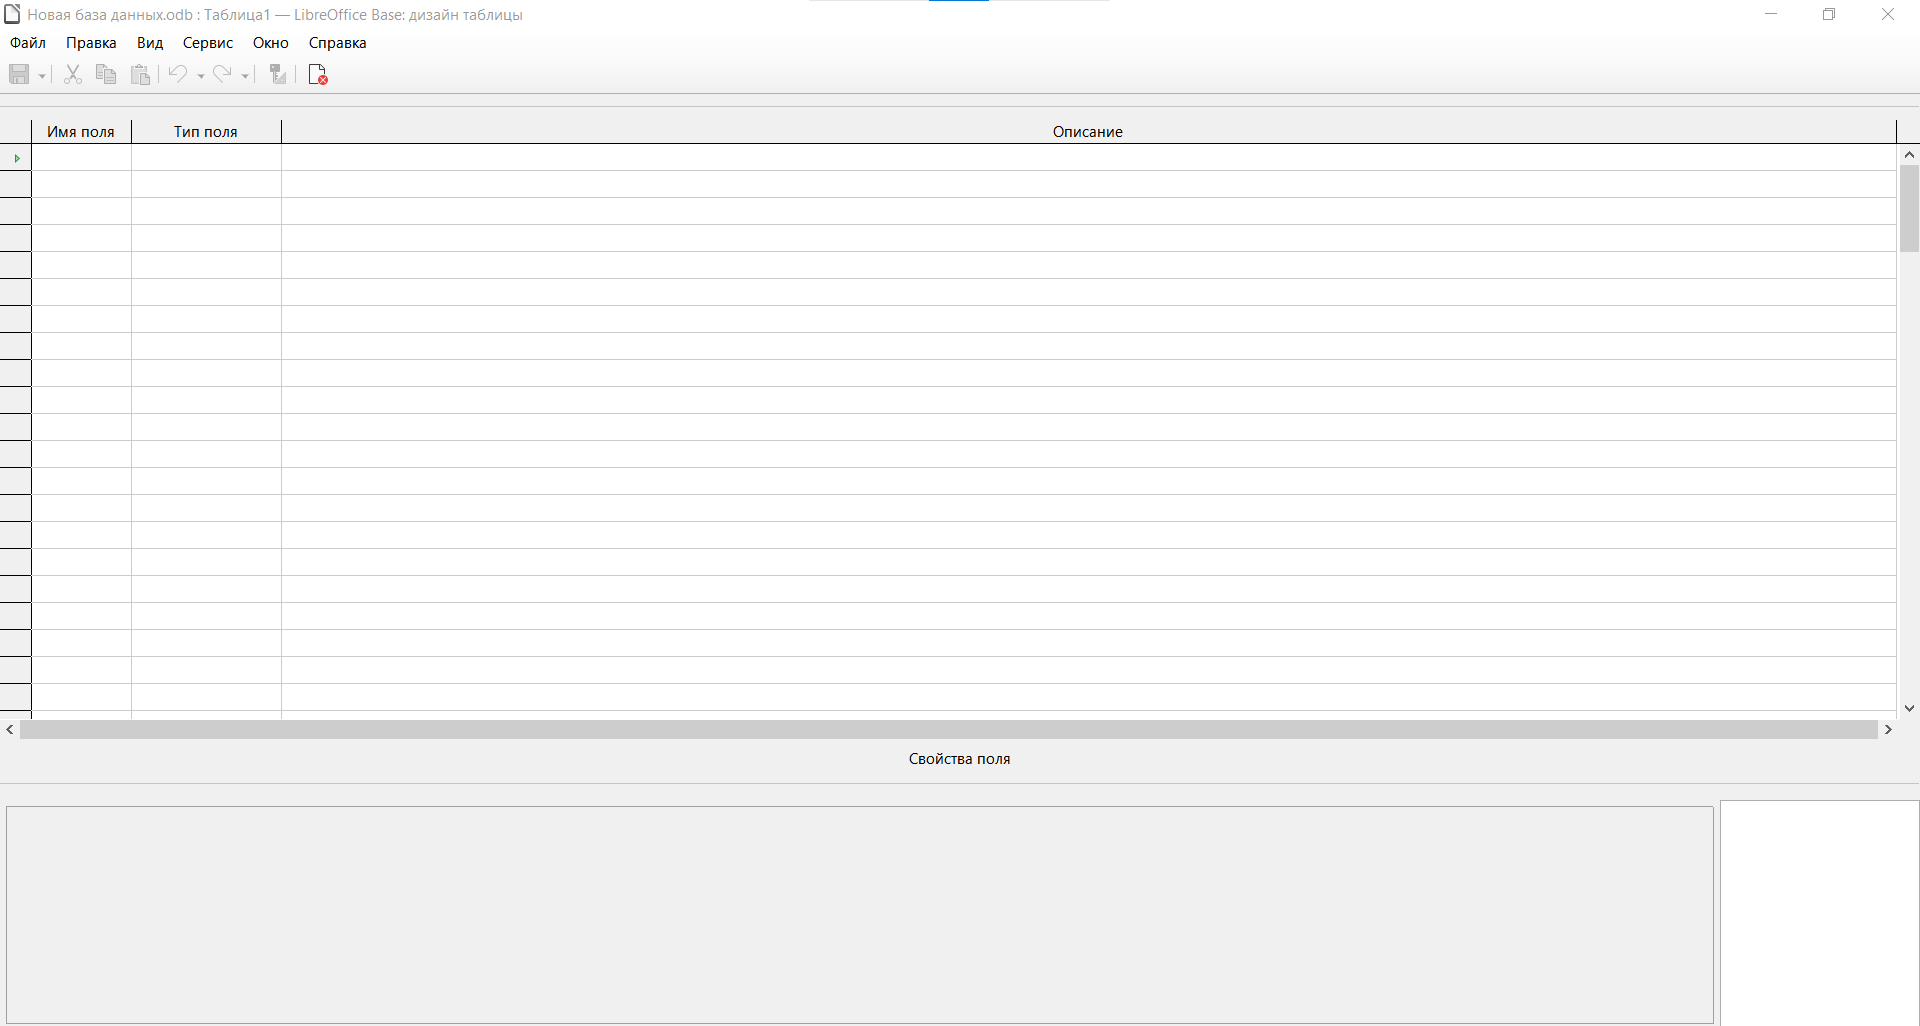 Новая база данных.odb : Таблица1 — LibreOffice Base: дизайн таблицы
Файл Правка Вид Сервис Окно Справка
Имя поля Тип поля Описание
Свойства поля